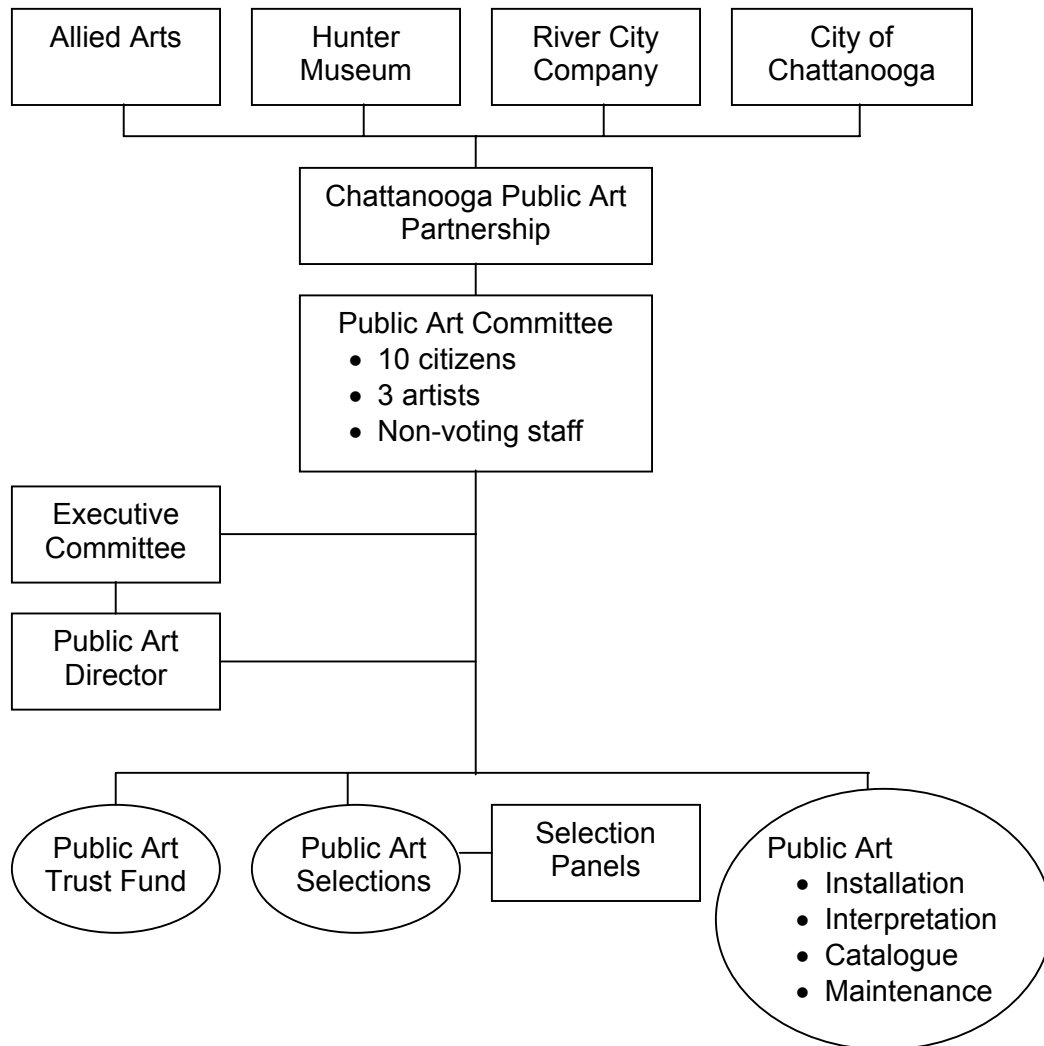 Allied Arts
Hunter
Museum
River City
Company
City of
Chattanooga
Chattanooga Public Art
Partnership
Public Art Committee
• 10 citizens
• 3 artists
• Non-voting staff
Executive
Committee
Public Art
Director
Public Art
Trust Fund
Public Art
Selections
Selection
Panels
Public Art
• Installation
• Interpretation
• Catalogue
• Maintenance